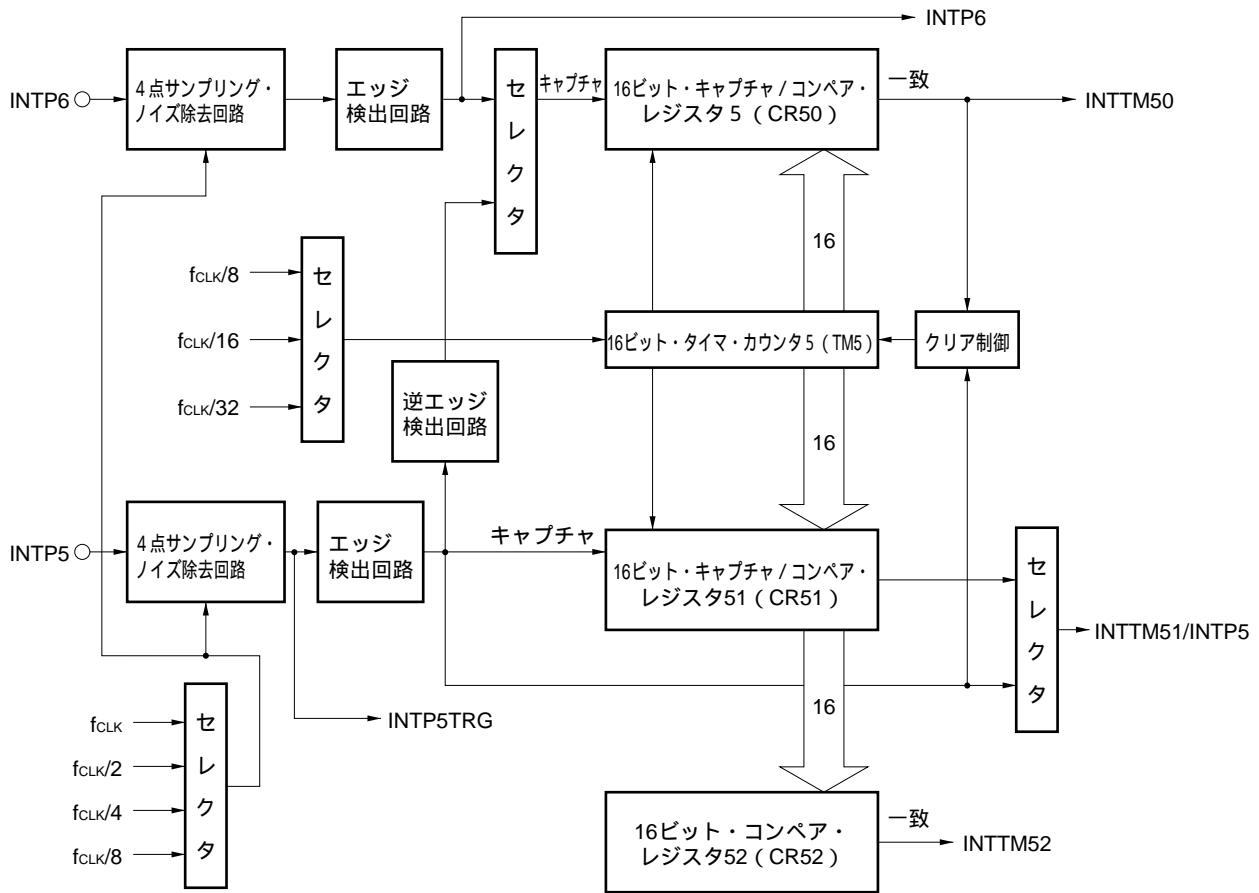 INTP6
INTP6
4点サンプリング・
ノイズ除去回路
エッジ
検出回路
セレクタ
キャプチャ
16ビット・キャプチャ/コンペア・
レジスタ5(CR50)
一致
INTTM50
16
fCLK/8
fCLK/16
fCLK/32
セレクタ
16ビット・タイマ・カウンタ5(TM5)
クリア制御
逆エッジ
検出回路
16
INTP5
4点サンプリング・
ノイズ除去回路
エッジ
検出回路
キャプチャ
16ビット・キャプチャ/コンペア・
レジスタ51(CR51)
セレクタ
INTTM51/INTP5
INTP5TRG
16
fCLK
fCLK/2
fCLK/4
fCLK/8
セレクタ
16ビット・コンペア・
レジスタ52(CR52)
一致
INTTM52